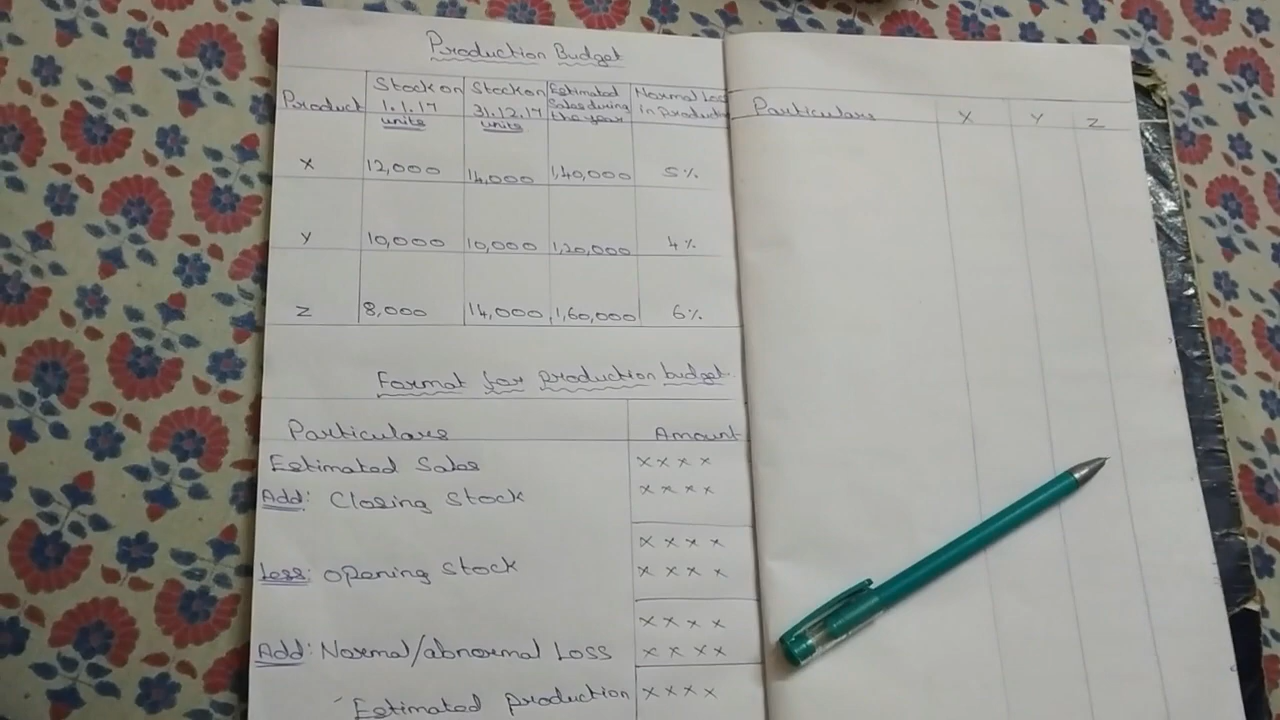 Production Budget
Product Stock on 1.1.17 units Stock on 31.12.17 units Estimated Sales during the year Normal Loss in Product
X 12,000 14,000 1,40,000 5%
Y 10,000 10,000 1,20,000 4%
Z 8,000 14,000 1,60,000 6%
Format for production budget.
Particulars Amount
Estimated Sales xxxx
Add: Closing Stock xxxx
xxxx
Less: opening Stock xxxx
xxxx
Add: Normal/abnormal Loss xxxx
Estimated production xxxx
Particulars X Y Z